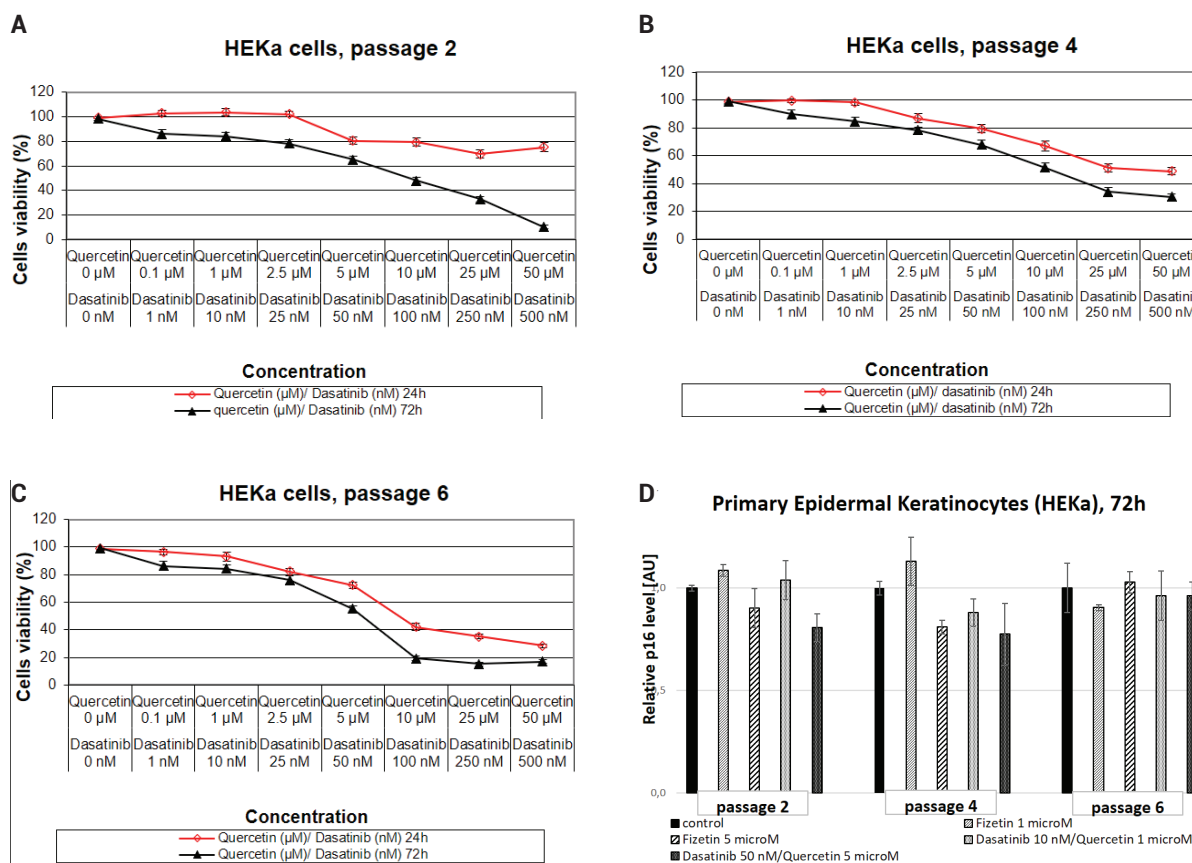 A
HEKa cells, passage 2
Cells viability (%)
120
100
80
60
40
20
0
Quercetin Quercetin Quercetin Quercetin Quercetin Quercetin Quercetin Quercetin
0 µM 0.1 µM 1 µM 2.5 µM 5 µM 10 µM 25 µM 50 µM
Dasatinib Dasatinib Dasatinib Dasatinib Dasatinib Dasatinib Dasatinib Dasatinib
0 nM 1 nM 10 nM 25 nM 50 nM 100 nM 250 nM 500 nM
Concentration
Quercetin (µM)/ Dasatinib (nM) 24h
quercetin (µM)/ Dasatinib (nM) 72h
B
HEKa cells, passage 4
Cells viability (%)
120
100
80
60
40
20
0
Quercetin Quercetin Quercetin Quercetin Quercetin Quercetin Quercetin Quercetin
0 µM 0.1 µM 1 µM 2.5 µM 5 µM 10 µM 25 µM 50 µM
Dasatinib Dasatinib Dasatinib Dasatinib Dasatinib Dasatinib Dasatinib Dasatinib
0 nM 1 nM 10 nM 25 nM 50 nM 100 nM 250 nM 500 nM
Concentration
Quercetin (µM)/ dasatinib (nM) 24h
Quercetin (µM)/ dasatinib (nM) 72h
C
HEKa cells, passage 6
Cells viability (%)
120
100
80
60
40
20
0
Quercetin Quercetin Quercetin Quercetin Quercetin Quercetin Quercetin Quercetin
0 µM 0.1 µM 1 µM 2.5 µM 5 µM 10 µM 25 µM 50 µM
Dasatinib Dasatinib Dasatinib Dasatinib Dasatinib Dasatinib Dasatinib Dasatinib
0 nM 1 nM 10 nM 25 nM 50 nM 100 nM 250 nM 500 nM
Concentration
Quercetin (µM)/ Dasatinib (nM) 24h
Quercetin (µM)/ Dasatinib (nM) 72h
D
Primary Epidermal Keratinocytes (HEKa), 72h
Relative p16 level [AU]
0,0
passage 2 passage 4 passage 6
control Fizetin 1 microM
Fizetin 5 microM Dasatinib 10 nM/Quercetin 1 microM
Dasatinib 50 nM/Quercetin 5 microM